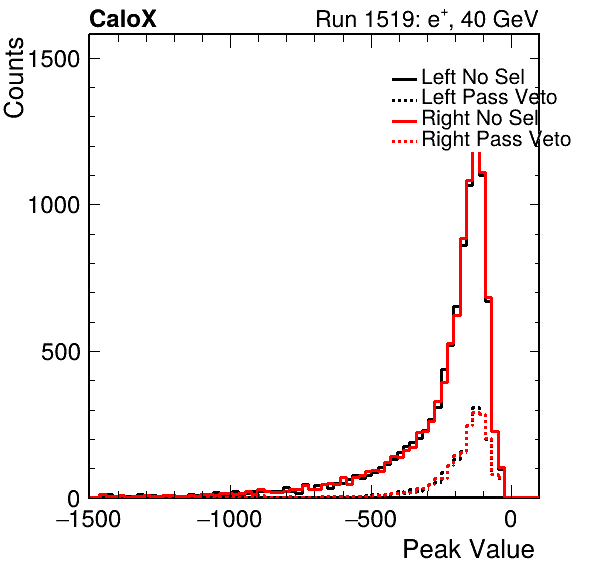 CaloX Run 1519: e⁺, 40 GeV
Counts
1500
1000
500
0
Left No Sel
Left Pass Veto
Right No Sel
Right Pass Veto
−1500 −1000 −500 0
Peak Value